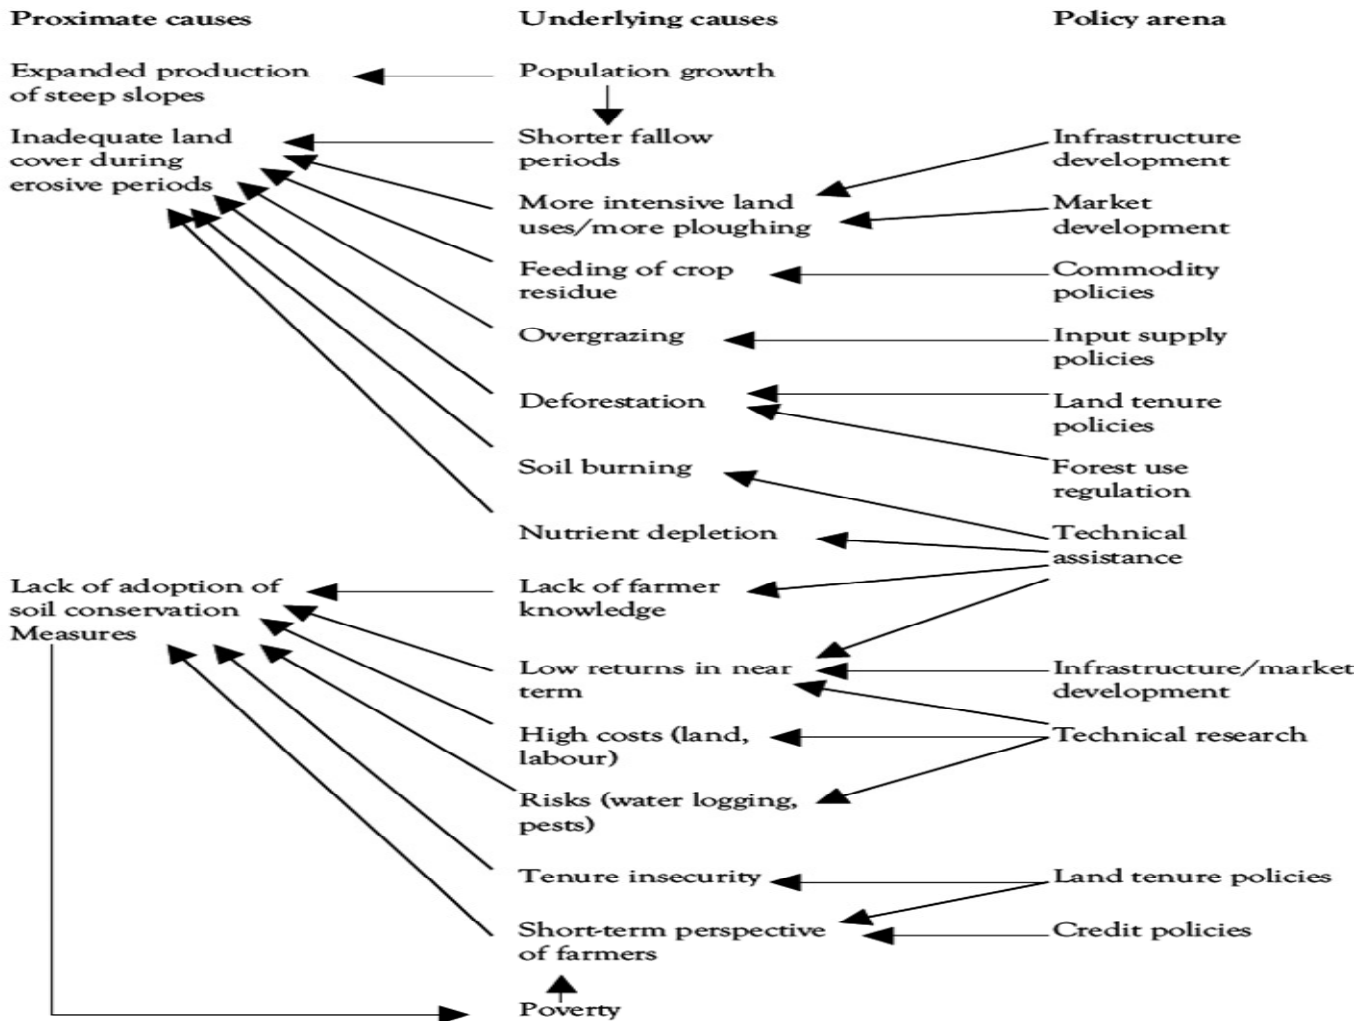 Proximate causes
Underlying causes
Policy arena
Expanded production
of steep slopes
Population growth
Inadequate land
cover during
erosive periods
Shorter fallow
periods
Infrastructure
development
More intensive land
uses/more ploughing
Market
development
Feeding of crop
residue
Commodity
policies
Overgrazing
Input supply
policies
Deforestation
Land tenure
policies
Soil burning
Forest use
regulation
Nutrient depletion
Technical
assistance
Lack of adoption of
soil conservation
Measures
Lack of farmer
knowledge
Low returns in near
term
Infrastructure/market
development
High costs (land,
labour)
Technical research
Risks (water logging,
pests)
Tenure insecurity
Land tenure policies
Short-term perspective
of farmers
Credit policies
Poverty